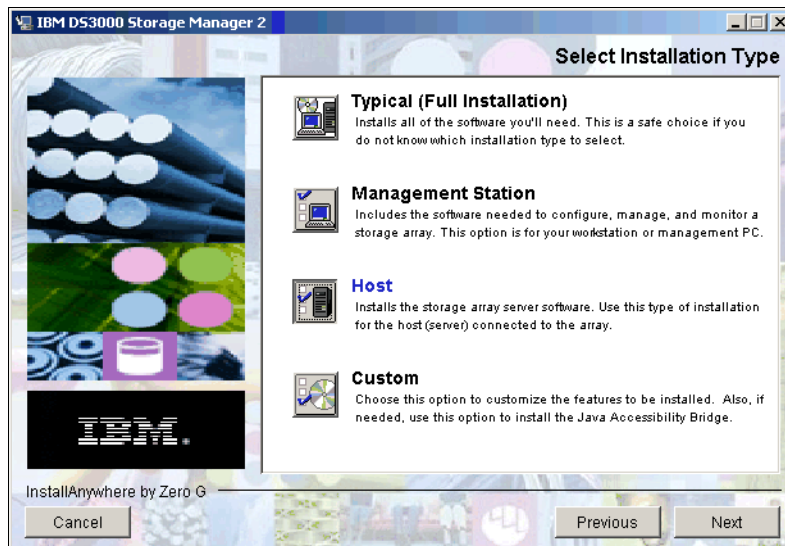 IBM DS3000 Storage Manager 2
Select Installation Type
Typical (Full Installation)
Installs all of the software you'll need. This is a safe choice if you
do not know which installation type to select.
Management Station
Includes the software needed to configure, manage, and monitor a
storage array. This option is for your workstation or management PC.
Host
Installs the storage array server software. Use this type of installation
for the host (server) connected to the array.
Custom
Choose this option to customize the features to be installed. Also, if
needed, use this option to install the Java Accessibility Bridge.
IBM.
InstallAnywhere by Zero G
Cancel
Previous
Next